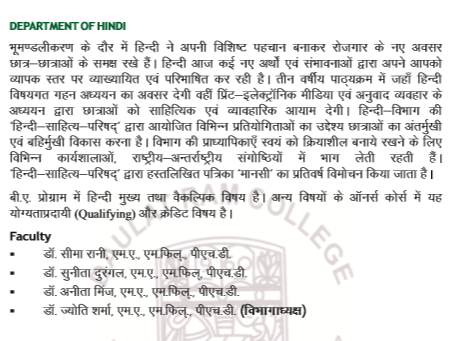 DEPARTMENT OF HINDI
भूमण्डलीकरण के दौर में हिन्दी ने अपनी विशिष्ट पहचान बनाकर रोजगार के नए अवसर
छात्र–छात्राओं के समक्ष रखे हैं। हिन्दी आज कई नए अर्थों एवं संभावनाओं द्वारा अपने आपको
व्यापक स्तर पर व्याख्यायित एवं परिभाषित कर रही है। तीन वर्षीय पाठ्यक्रम में जहाँ हिन्दी
विषयगत गहन अध्ययन का अवसर देगी वहीं प्रिंट–इलेक्ट्रॉनिक मीडिया एवं अनुवाद व्यवहार के
अध्ययन द्वारा छात्राओं को साहित्यिक एवं व्यावहारिक आयाम देगी। हिन्दी–विभाग की
'हिन्दी–साहित्य–परिषद्' द्वारा आयोजित विभिन्न प्रतियोगिताओं का उद्देश्य छात्राओं का अंतर्मुखी
एवं बहिर्मुखी विकास करना है। विभाग की प्राध्यापिकाएँ स्वयं को क्रियाशील बनाये रखने के लिए
विभिन्न कार्यशालाओं, राष्ट्रीय–अन्तर्राष्ट्रीय संगोष्ठियों में भाग लेती रहती हैं।
'हिन्दी–साहित्य–परिषद्' द्वारा हस्तलिखित पत्रिका 'मानसी' का प्रतिवर्ष विमोचन किया जाता है।
बी.ए. प्रोग्राम में हिन्दी मुख्य तथा वैकल्पिक विषय है। अन्य विषयों के ऑनर्स कोर्स में यह
योग्यताप्रदायी (Qualifying) और क्रेडिट विषय है।
Faculty
▪ डॉ. सीमा रानी, एम.ए., एम.फिल्., पीएच.डी.
▪ डॉ. सुनीता दुरंगल, एम.ए., एम.फिल्, पीएच.डी.
▪ डॉ. अनीता मिंज, एम.ए., एम.फिल्., पीएच.डी.
▪ डॉ. ज्योति शर्मा, एम.ए., एम.फिल्., पीएच.डी. (विभागाध्यक्ष)